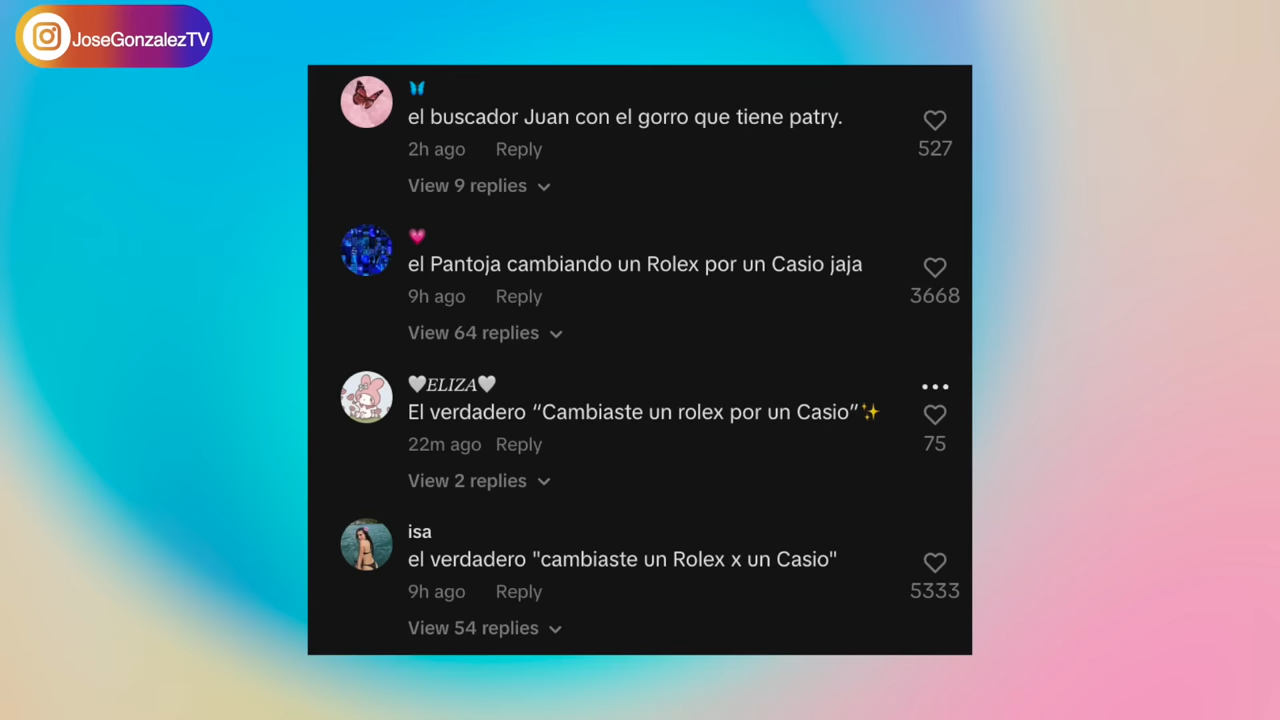 JoseGonzalezTV
🦋
el buscador Juan con el gorro que tiene patry.
527
2h ago Reply
View 9 replies
💗
el Pantoja cambiando un Rolex por un Casio jaja
3668
9h ago Reply
View 64 replies
🤍ELIZA🤍
El verdadero “Cambiaste un rolex por un Casio”✨
75
22m ago Reply
View 2 replies
isa
el verdadero "cambiaste un Rolex x un Casio"
5333
9h ago Reply
View 54 replies